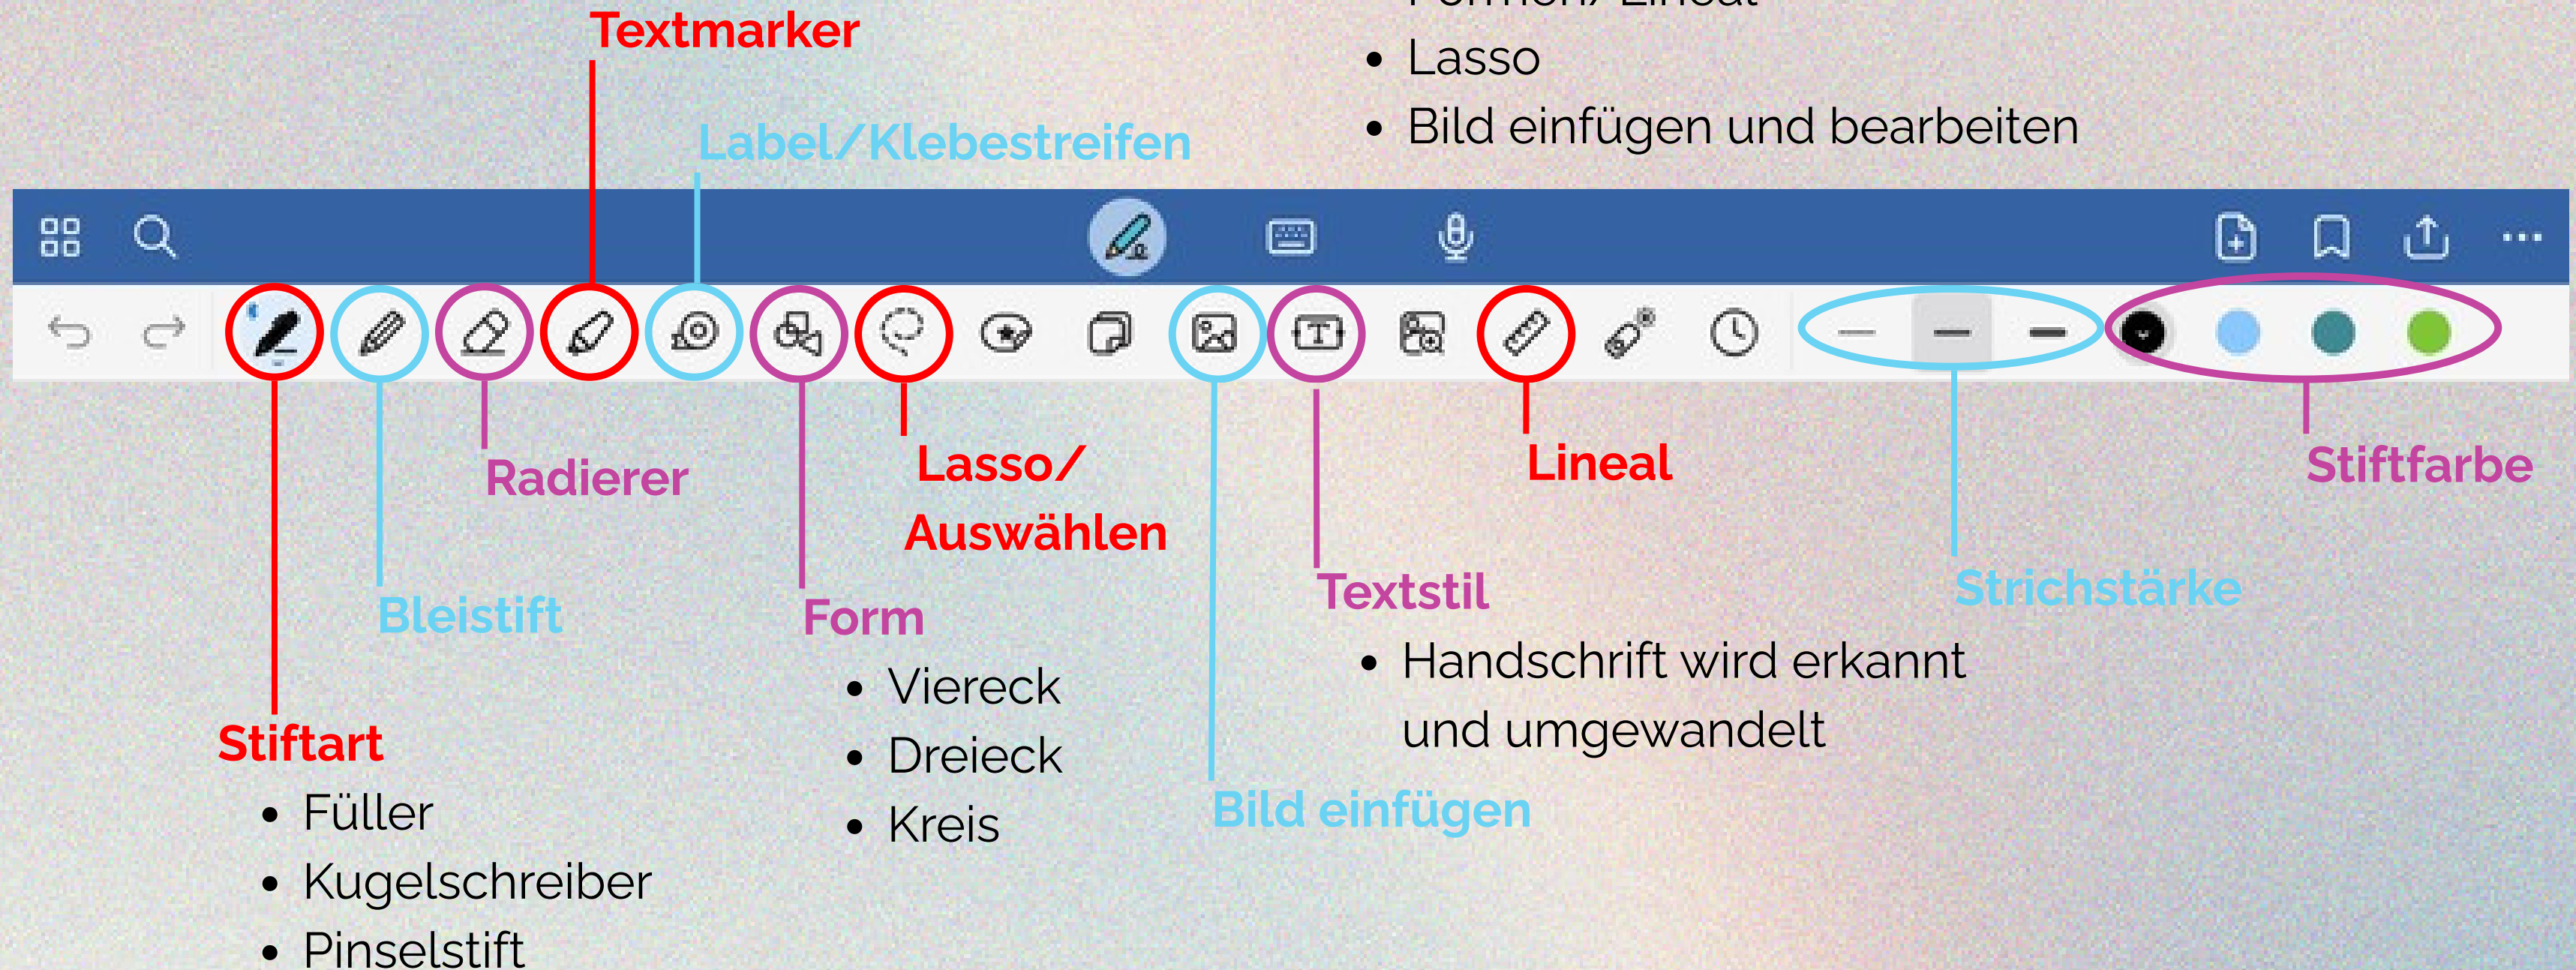 Textmarker
Formen/Lineal
Lasso
Label/Klebestreifen
Bild einfügen und bearbeiten
Radierer
Lasso/
Auswählen
Lineal
Stiftfarbe
Bleistift
Form
Viereck
Dreieck
Kreis
Textstil
Handschrift wird erkannt
und umgewandelt
Strichstärke
Bild einfügen
Stiftart
Füller
Kugelschreiber
Pinselstift